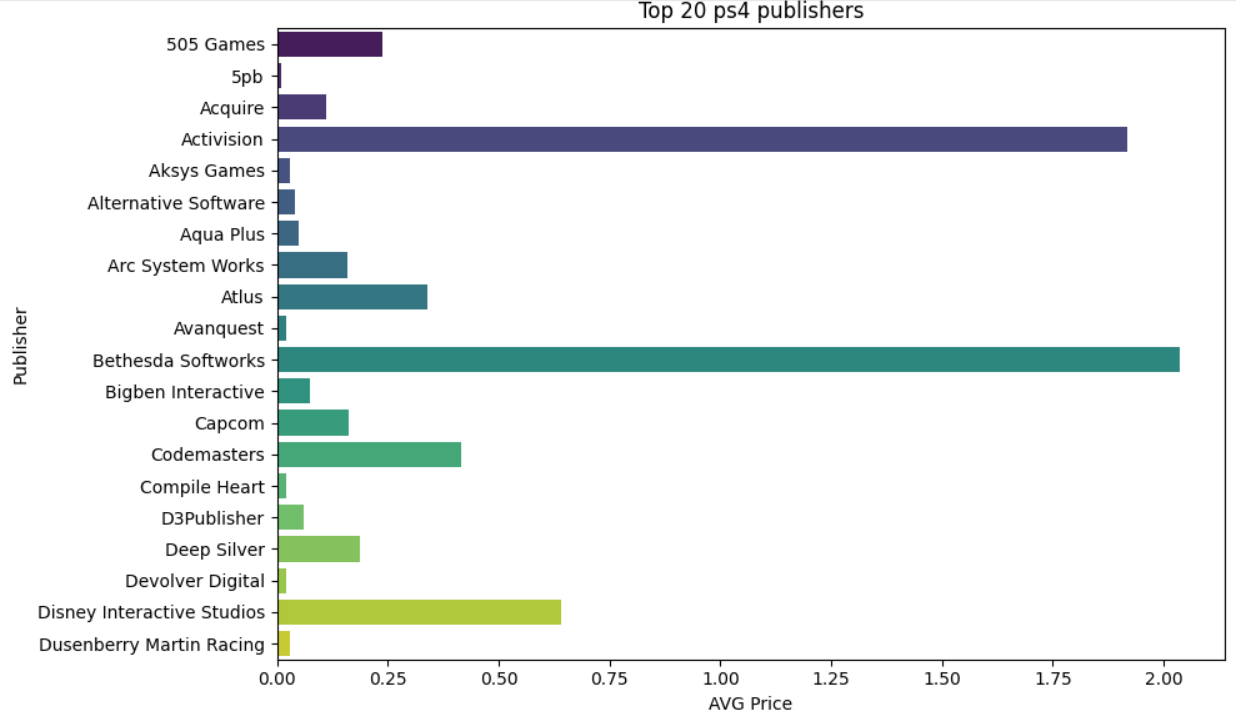 Top 20 ps4 publishers
Publisher
505 Games
5pb
Acquire
Activision
Aksys Games
Alternative Software
Aqua Plus
Arc System Works
Atlus
Avanquest
Bethesda Softworks
Bigben Interactive
Capcom
Codemasters
Compile Heart
D3Publisher
Deep Silver
Devolver Digital
Disney Interactive Studios
Dusenberry Martin Racing
0.00 0.25 0.50 0.75 1.00 1.25 1.50 1.75 2.00
AVG Price